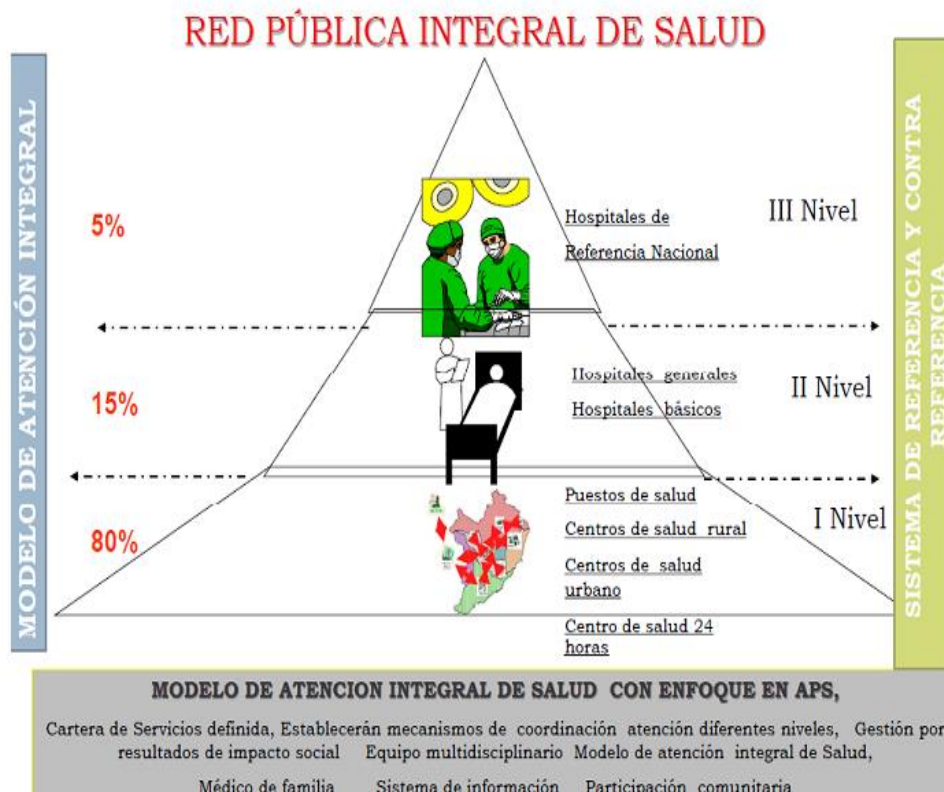 RED PÚBLICA INTEGRAL DE SALUD
MODELO DE ATENCIÓN INTEGRAL
5%
Hospitales de
Referencia Nacional
III Nivel
15%
Hospitales generales
Hospitales básicos
II Nivel
80%
Puestos de salud
Centros de salud rural
Centros de salud
urbano
Centro de salud 24
horas
I Nivel
SISTEMA DE REFERENCIA Y CONTRA
REFERENCIA
MODELO DE ATENCION INTEGRAL DE SALUD CON ENFOQUE EN APS,
Cartera de Servicios definida, Establecerán mecanismos de coordinación atención diferentes niveles, Gestión por
resultados de impacto social Equipo multidisciplinario Modelo de atención integral de Salud,
Médico de familia Sistema de información Participación comunitaria